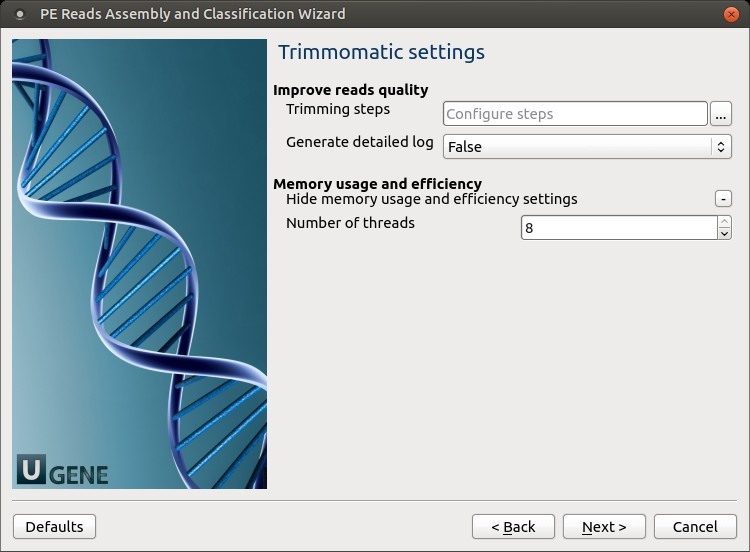 PE Reads Assembly and Classification Wizard
Trimmomatic settings
Improve reads quality
Trimming steps
Configure steps
...
Generate detailed log
False
Memory usage and efficiency
Hide memory usage and efficiency settings
-
Number of threads
8
U GENE
Defaults
< Back
Next >
Cancel